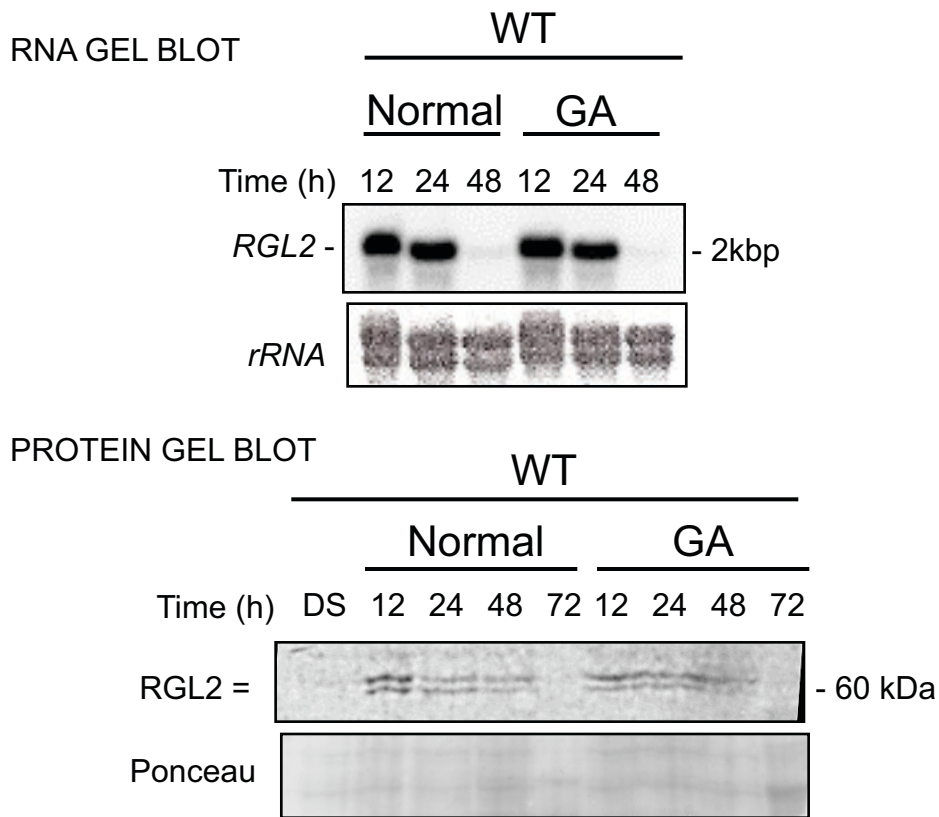 RNA GEL BLOT
WT
Normal GA
Time (h) 12 24 48 12 24 48
RGL2 - - 2kbp
rRNA
PROTEIN GEL BLOT
WT
Normal GA
Time (h) DS 12 24 48 72 12 24 48 72
RGL2 = - 60 kDa
Ponceau